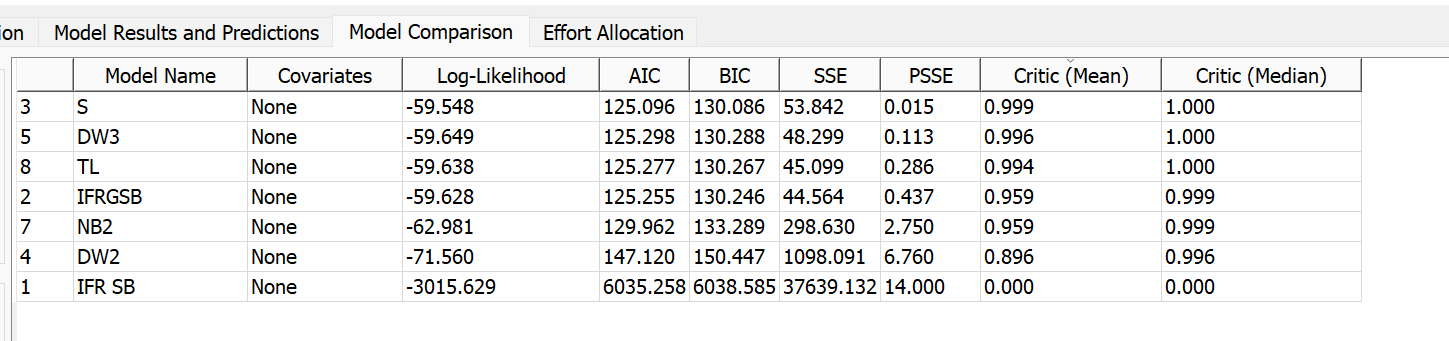 ion Model Results and Predictions Model Comparison Effort Allocation
Model Name Covariates Log-Likelihood AIC BIC SSE PSSE Critic (Mean) Critic (Median)
3 S None -59.548 125.096 130.086 53.842 0.015 0.999 1.000
5 DW3 None -59.649 125.298 130.288 48.299 0.113 0.996 1.000
8 TL None -59.638 125.277 130.267 45.099 0.286 0.994 1.000
2 IFRGSB None -59.628 125.255 130.246 44.564 0.437 0.959 0.999
7 NB2 None -62.981 129.962 133.289 298.630 2.750 0.959 0.999
4 DW2 None -71.560 147.120 150.447 1098.091 6.760 0.896 0.996
1 IFR SB None -3015.629 6035.258 6038.585 37639.132 14.000 0.000 0.000